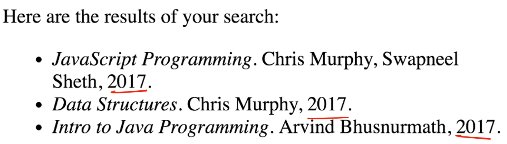 Here are the results of your search:
• JavaScript Programming. Chris Murphy, Swapneel
Sheth, 2017.
• Data Structures. Chris Murphy, 2017.
• Intro to Java Programming. Arvind Bhusnurmath, 2017.